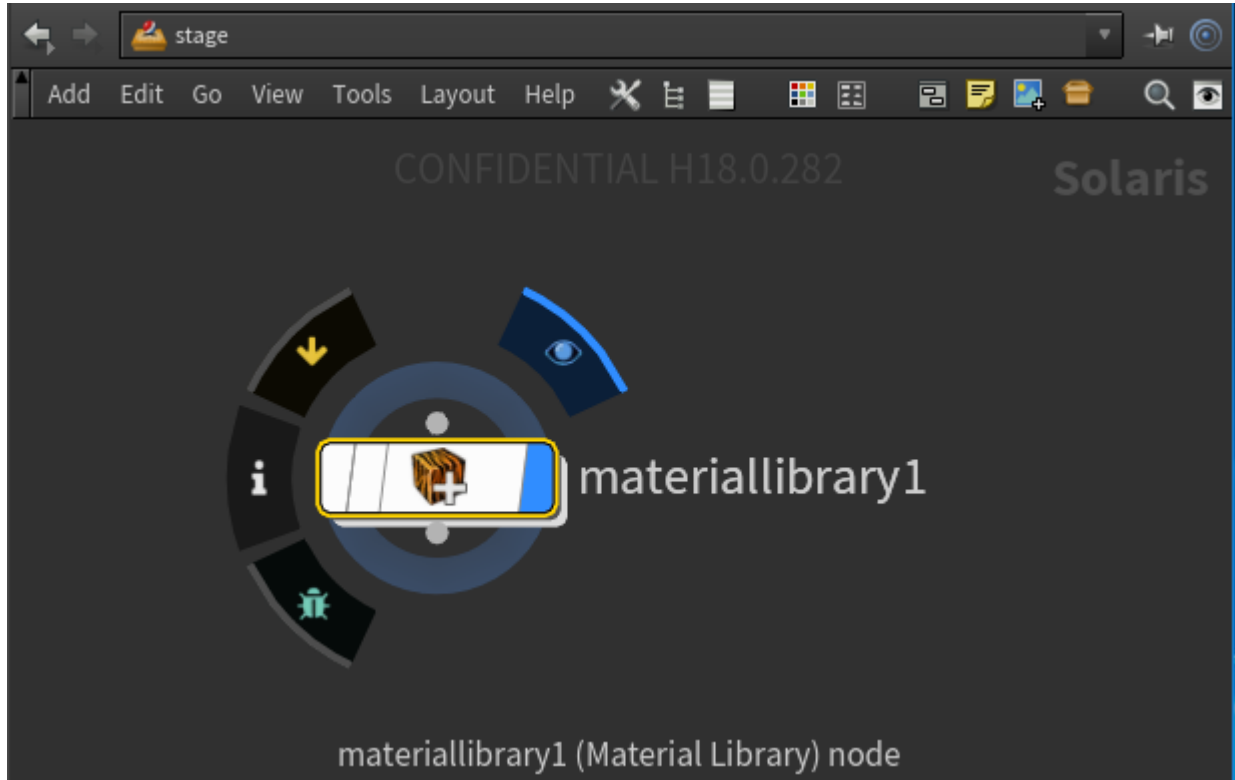 stage
Add Edit Go View Tools Layout Help
CONFIDENTIAL H18.0.282
Solaris
materiallibrary1
materiallibrary1 (Material Library) node